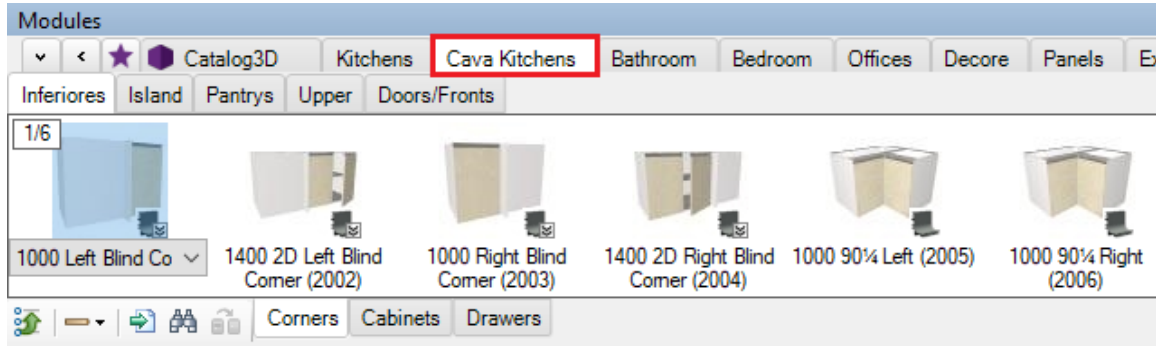 Modules
Catalog3D Kitchens Cava Kitchens Bathroom Bedroom Offices Decore Panels Ex
Inferiores Island Pantrys Upper Doors/Fronts
1/6
1000 Left Blind Co 1400 2D Left Blind 1000 Right Blind 1400 2D Right Blind 1000 90¼ Left (2005) 1000 90¼ Right
Corner (2002) Corner (2003) Corner (2004) (2006)
Corners Cabinets Drawers